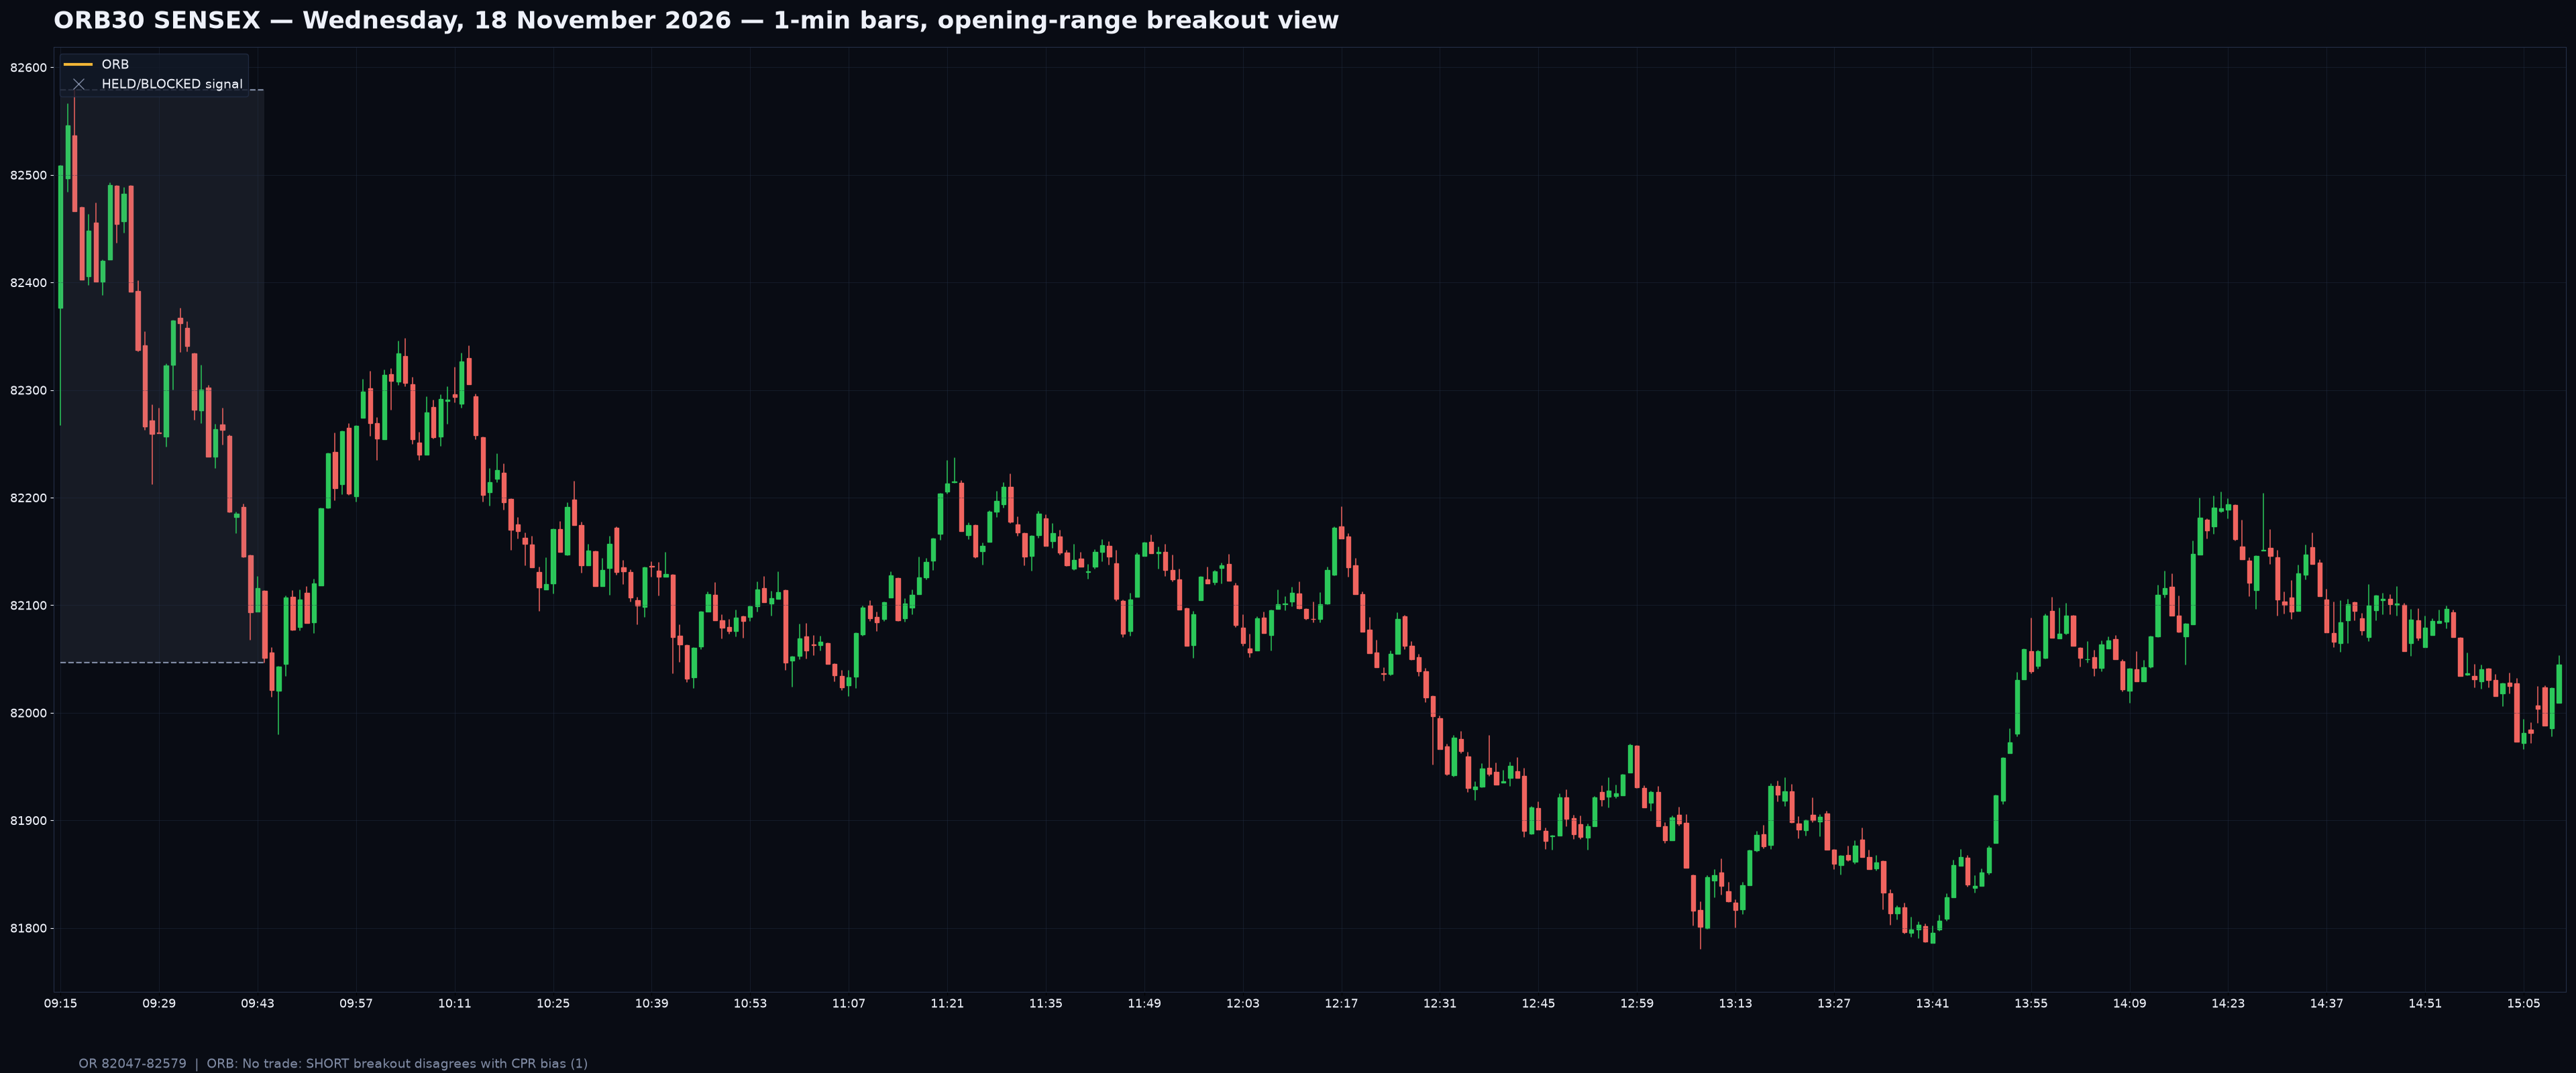 ORB30 SENSEX — Wednesday, 18 November 2026 — 1-min bars, opening-range breakout view
ORB
HELD/BLOCKED signal
82600
82500
82400
82300
82200
82100
82000
81900
81800
09:15 09:29 09:43 09:57 10:11 10:25 10:39 10:53 11:07 11:21 11:35 11:49 12:03 12:17 12:31 12:45 12:59 13:13 13:27 13:41 13:55 14:09 14:23 14:37 14:51 15:05
OR 82047-82579 | ORB: No trade: SHORT breakout disagrees with CPR bias (1)